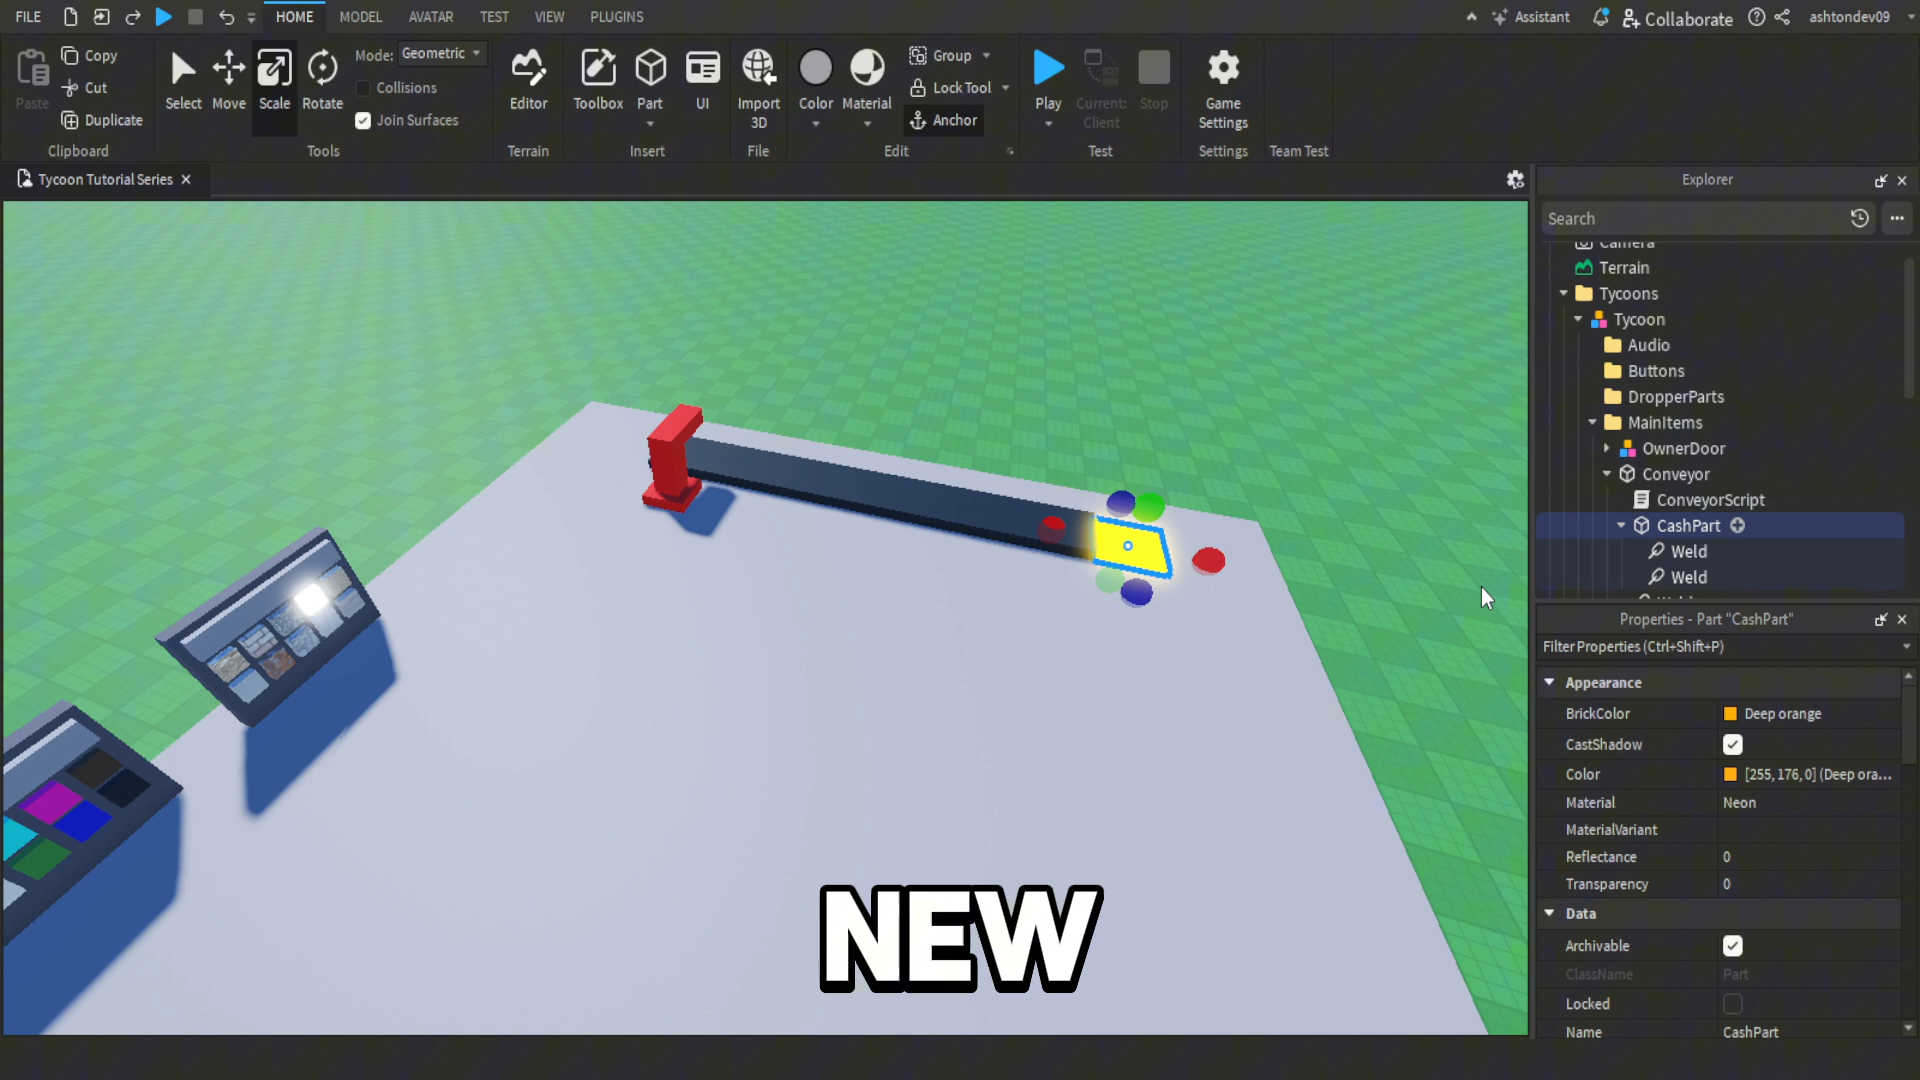 FILE HOME MODEL AVATAR TEST VIEW PLUGINS Assistant Collaborate ashtondev09
Paste Copy Cut Duplicate Clipboard
Select Move Scale Rotate Mode: Geometric Collisions Join Surfaces Tools
Editor Terrain
Toolbox Part UI Insert
Import 3D File
Color Material Group Lock Tool Anchor Edit
Play Current: Client Stop Test
Game Settings Settings
Team Test
Tycoon Tutorial Series
Explorer
Search
Camera
Terrain
Tycoons
Tycoon
Audio
Buttons
DropperParts
MainItems
OwnerDoor
Conveyor
ConveyorScript
CashPart
Weld
Weld
Properties - Part "CashPart"
Filter Properties (Ctrl+Shift+P)
Appearance
BrickColor Deep orange
CastShadow
Color [255, 176, 0] (Deep ora...
Material Neon
MaterialVariant
Reflectance 0
Transparency 0
Data
Archivable
ClassName Part
Locked
Name CashPart
NEW